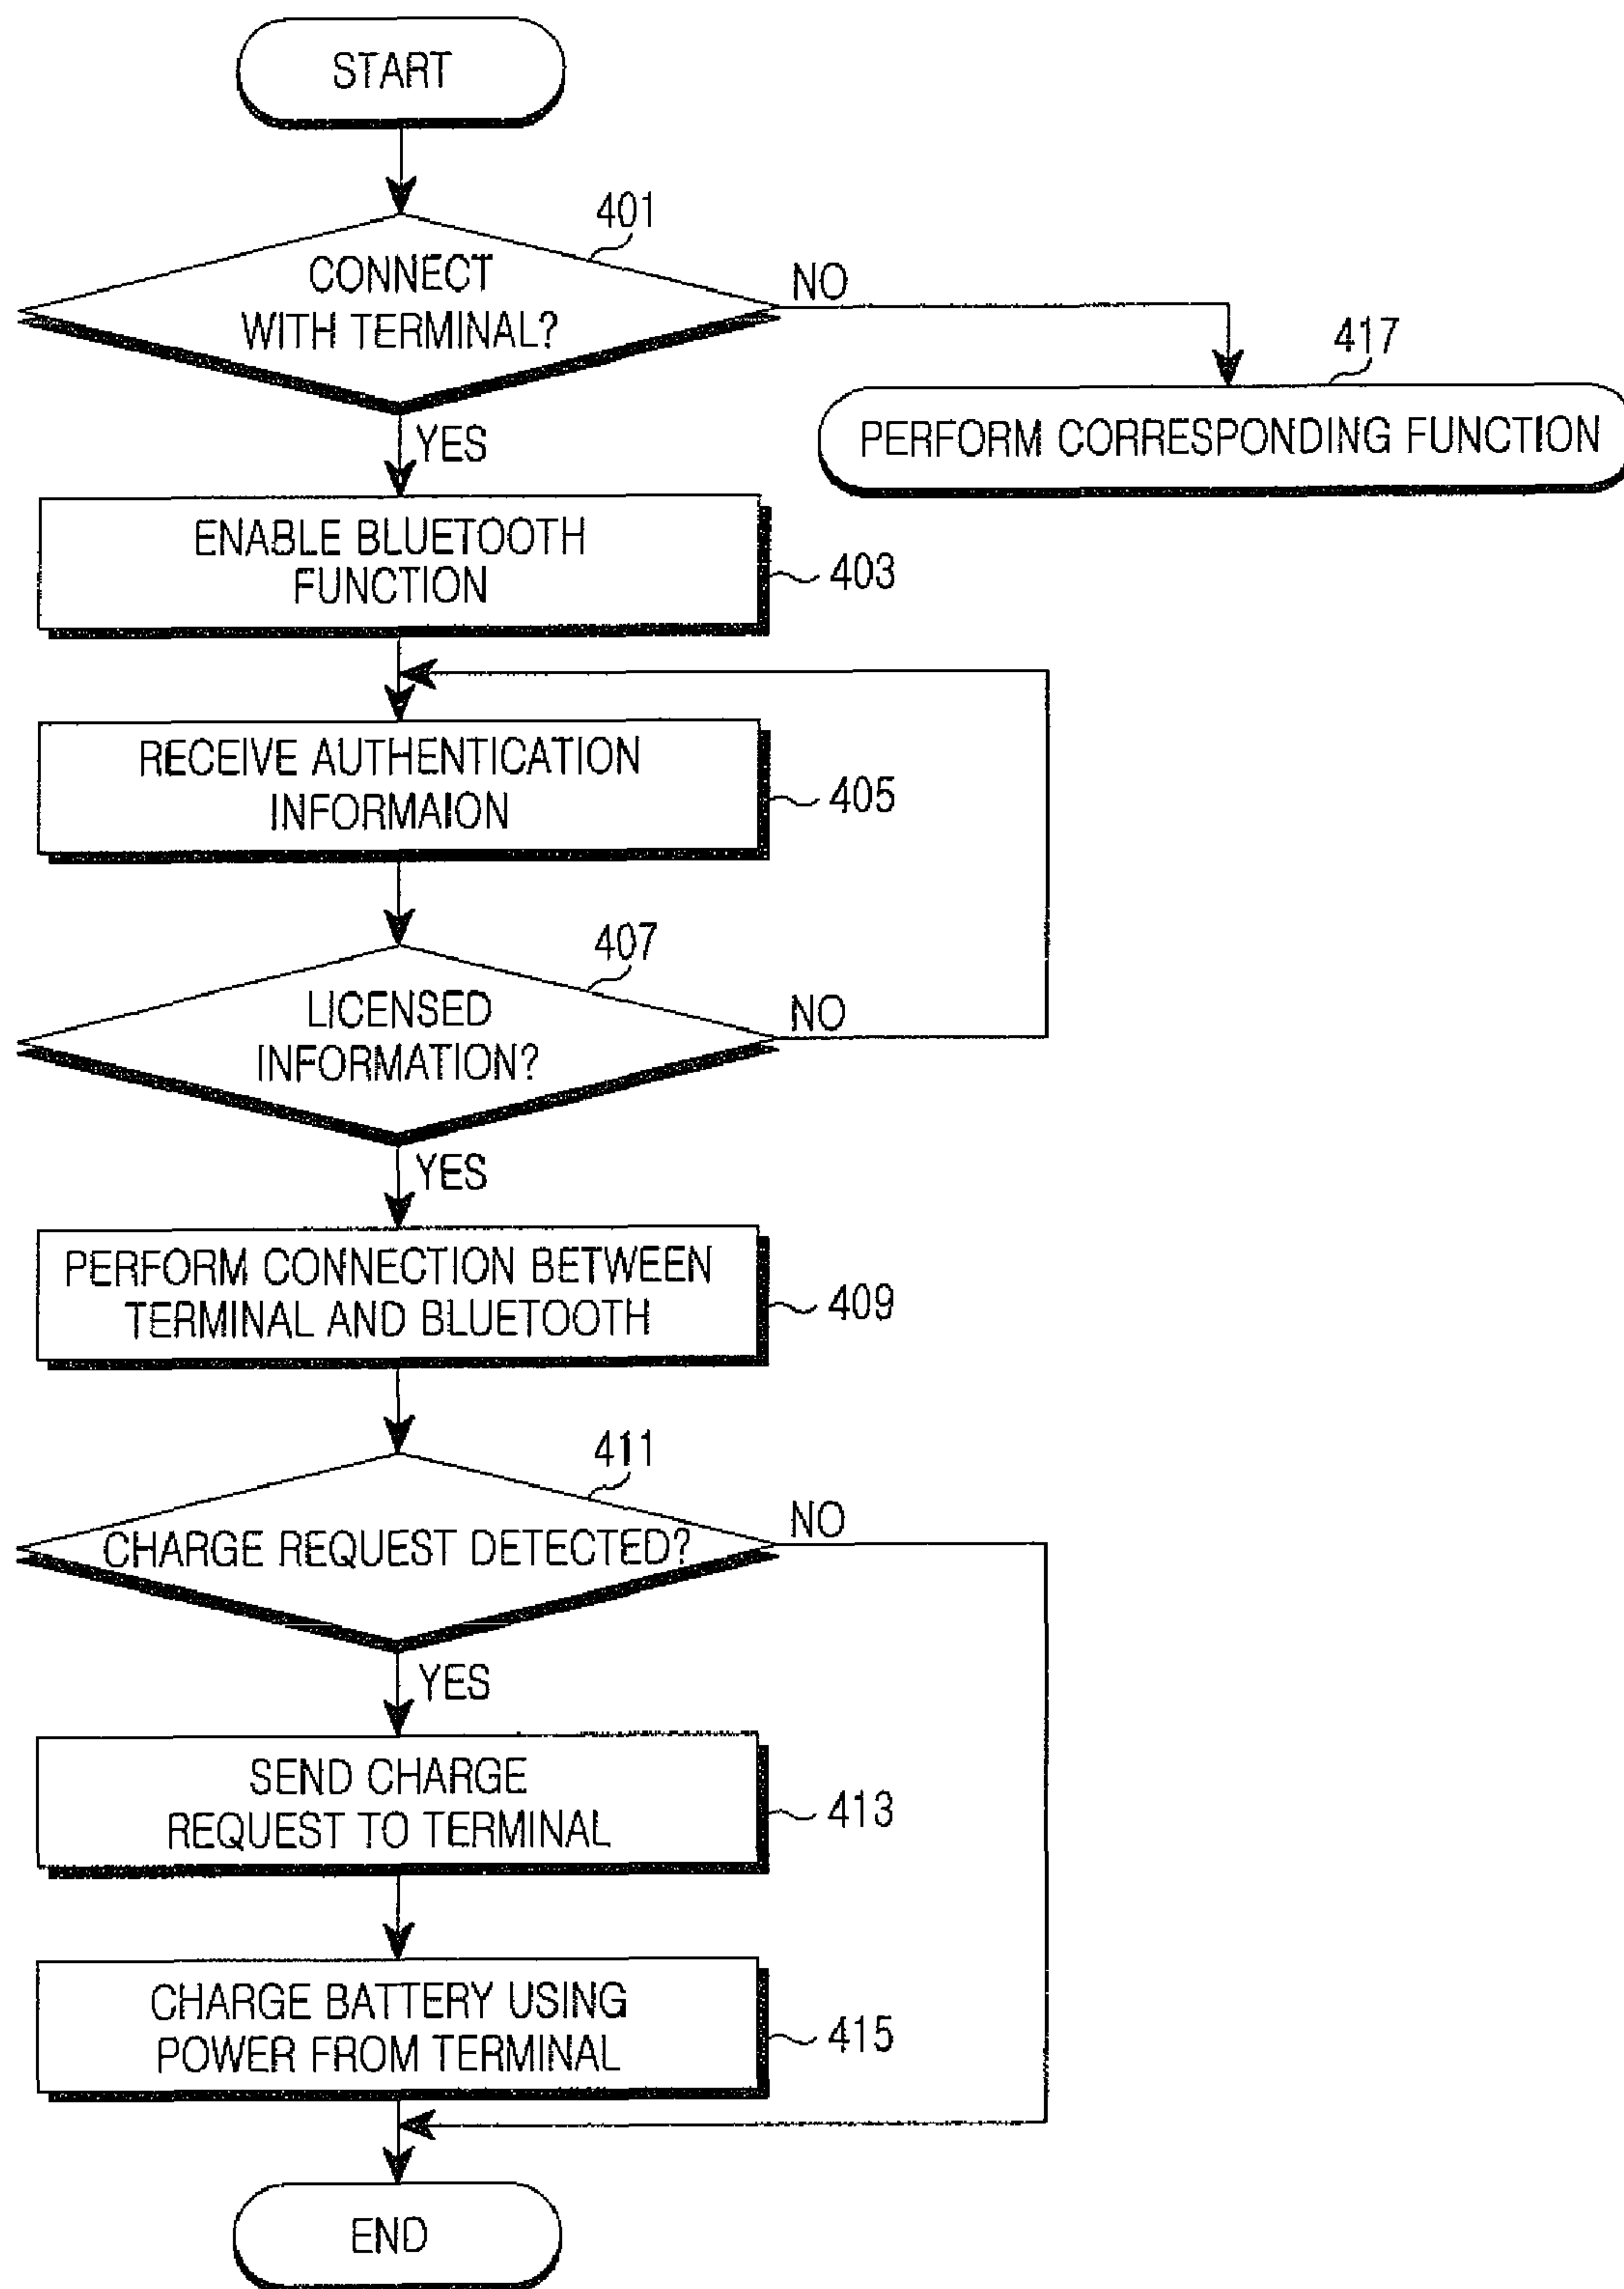 START
401
CONNECT
WITH TERMINAL?
NO
417
PERFORM CORRESPONDING FUNCTION
YES
ENABLE BLUETOOTH
FUNCTION
403
RECEIVE AUTHENTICATION
INFORMAION
405
407
LICENSED
INFORMATION?
NO
YES
PERFORM CONNECTION BETWEEN
TERMINAL AND BLUETOOTH
409
411
CHARGE REQUEST DETECTED?
NO
YES
SEND CHARGE
REQUEST TO TERMINAL
413
CHARGE BATTERY USING
POWER FROM TERMINAL
415
END